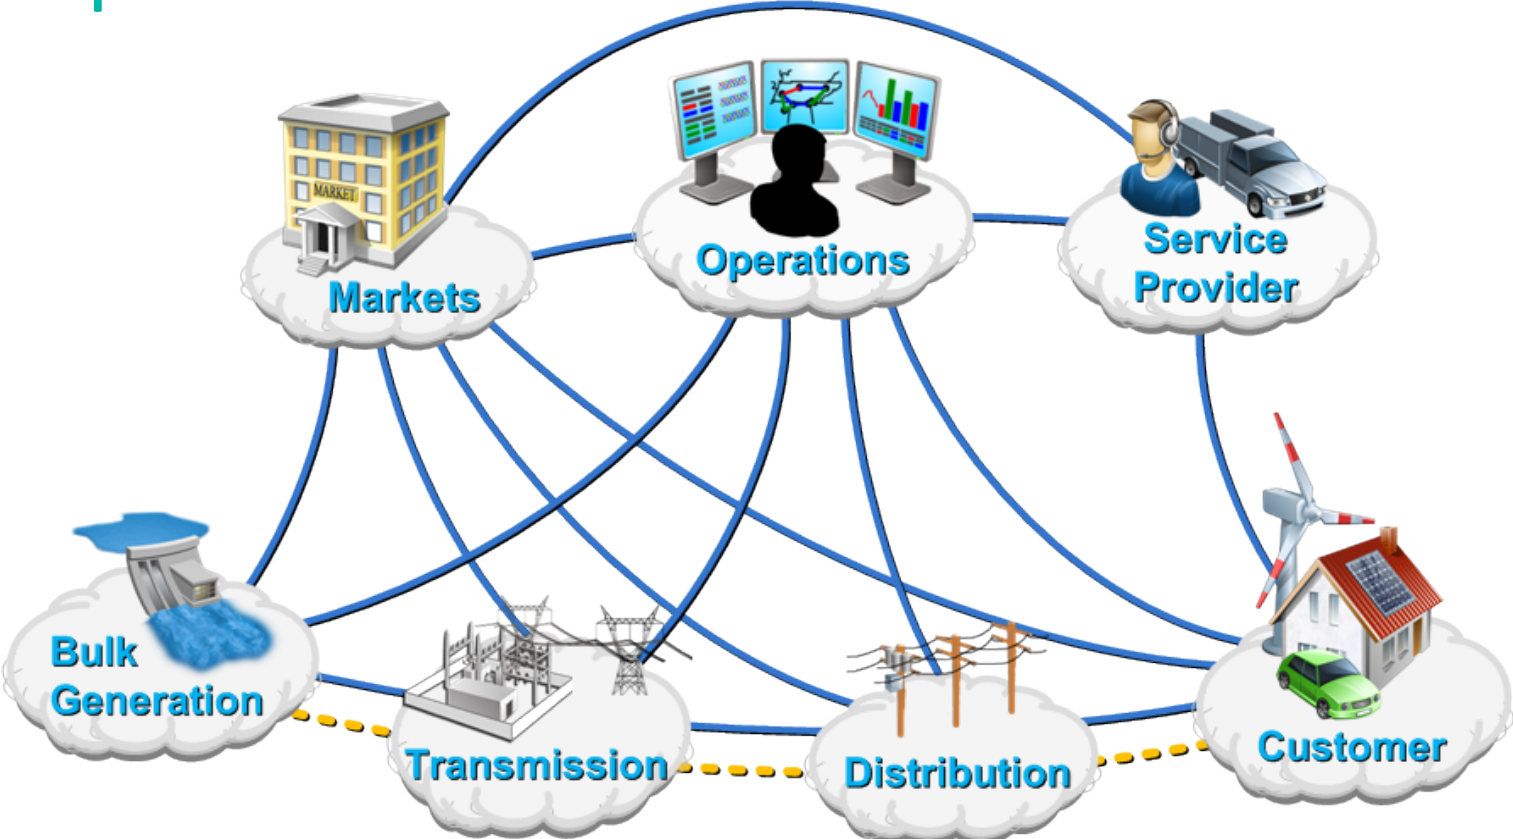 MARKET
Markets
Operations
Service
Provider
Bulk
Generation
Transmission
Distribution
Customer